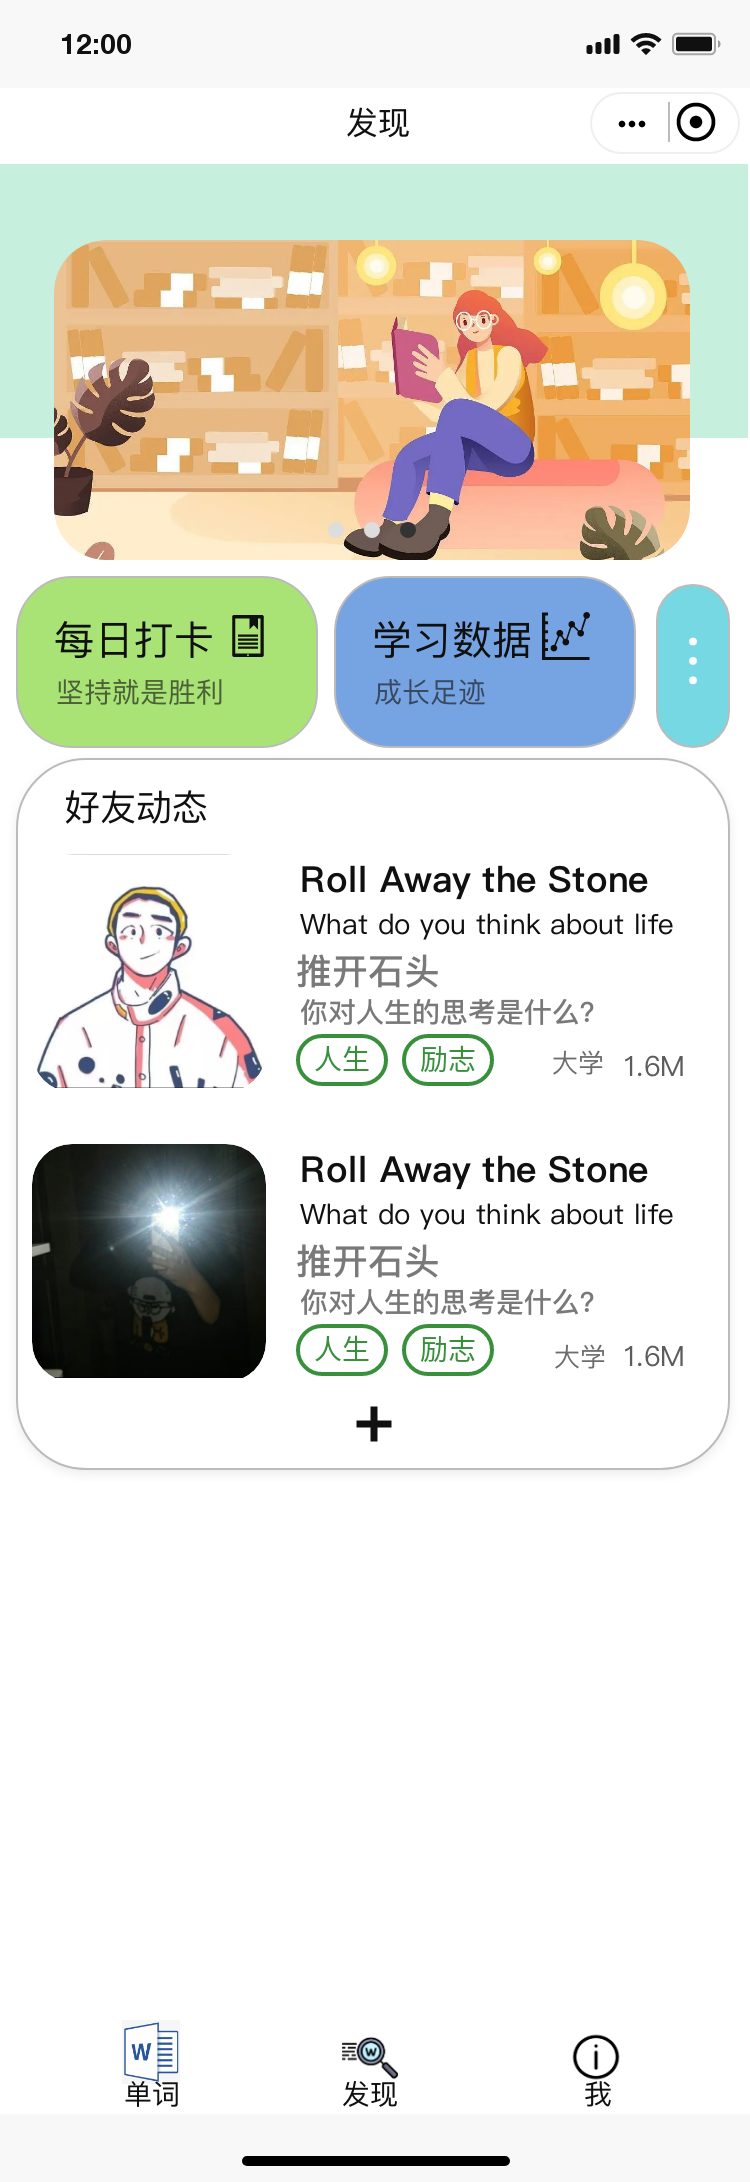 12:00
发现
每日打卡
坚持就是胜利
学习数据
成长足迹
好友动态
Roll Away the Stone
What do you think about life
推开石头
你对人生的思考是什么?
人生 励志 大学 1.6M
Roll Away the Stone
What do you think about life
推开石头
你对人生的思考是什么?
人生 励志 大学 1.6M
W
W
单词 发现 我